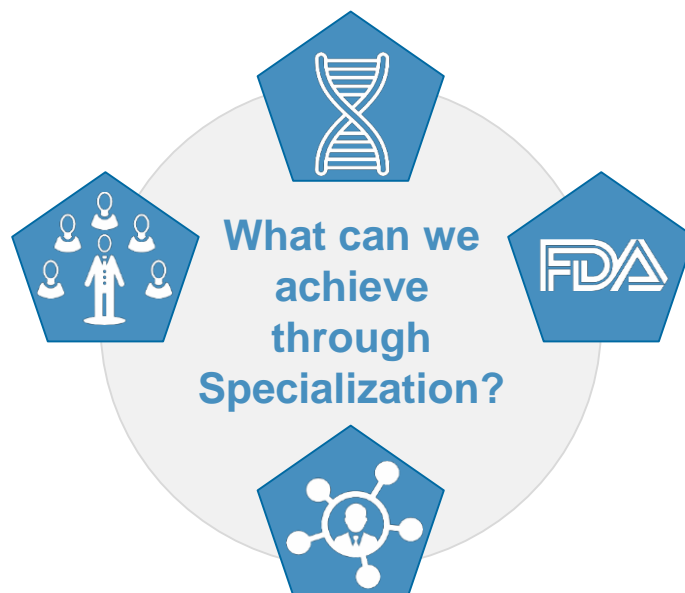 What can we
achieve
through
Specialization?
FDA